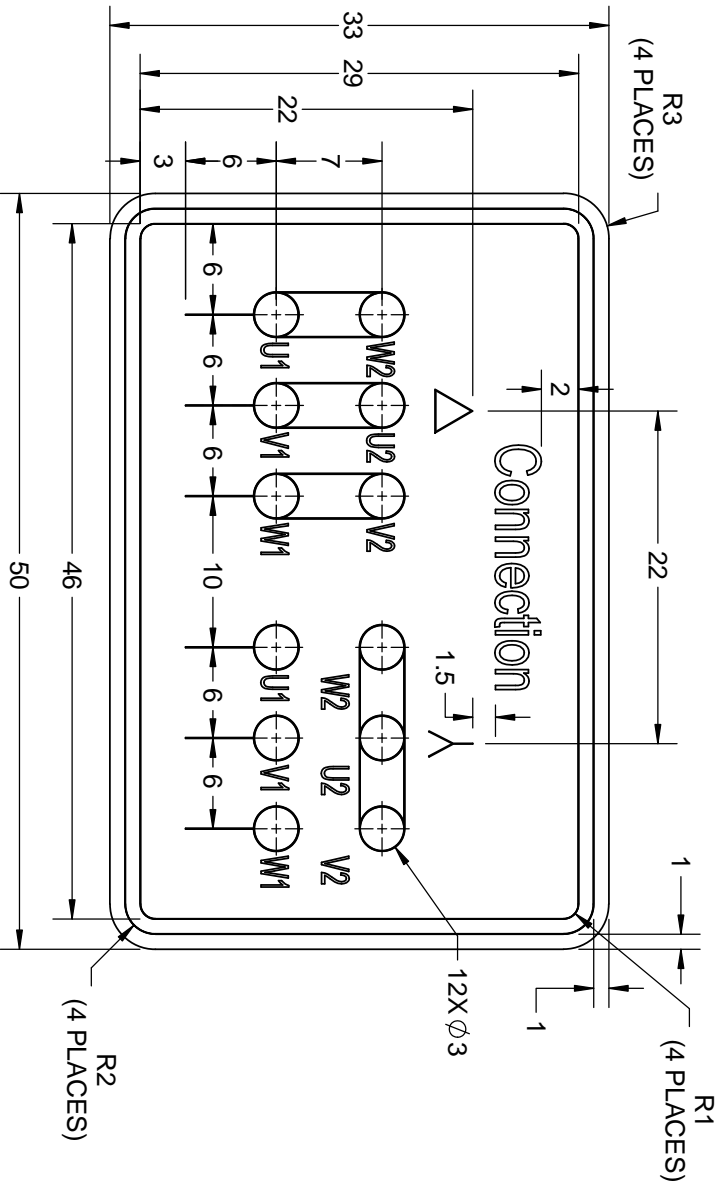 R1
(4 PLACES)
R3
(4 PLACES)
1
22
2
1
Connection
12X Ø3
1.5
33
29
22
7
W2 U2 V2
W2 U2 V2
U1 V1 W1 U1 V1 W1
6
6 6 6 10 6 6
3
R2
(4 PLACES)
46
50